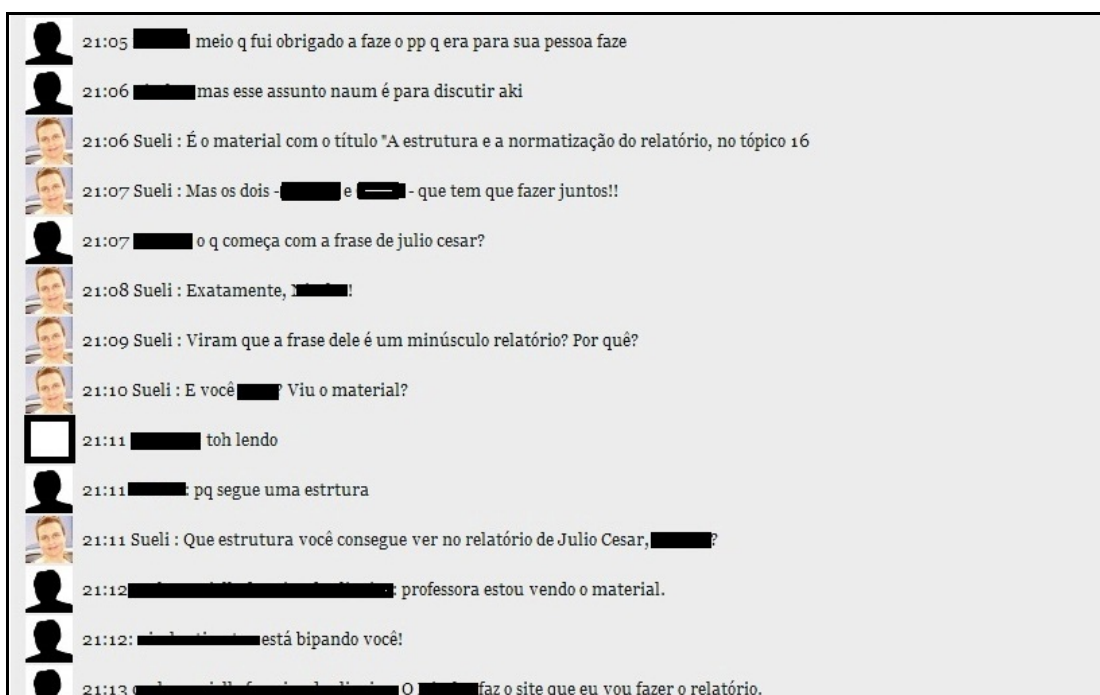 21:05 meio q fui obrigado a faze o pp q era para sua pessoa faze
21:06 mas esse assunto naum é para discutir aki
21:06 Sueli : É o material com o título "A estrutura e a normatização do relatório, no tópico 16
21:07 Sueli : Mas os dois - e - que tem que fazer juntos!!
21:07 o q começa com a frase de julio cesar?
21:08 Sueli : Exatamente, !
21:09 Sueli : Viram que a frase dele é um minúsculo relatório? Por quê?
21:10 Sueli : E você ? Viu o material?
21:11 toh lendo
21:11 : pq segue uma estrtura
21:11 Sueli : Que estrutura você consegue ver no relatório de Julio Cesar, ?
21:12 : professora estou vendo o material.
21:12: está bipando você!
21:13 O faz o site que eu vou fazer o relatório.